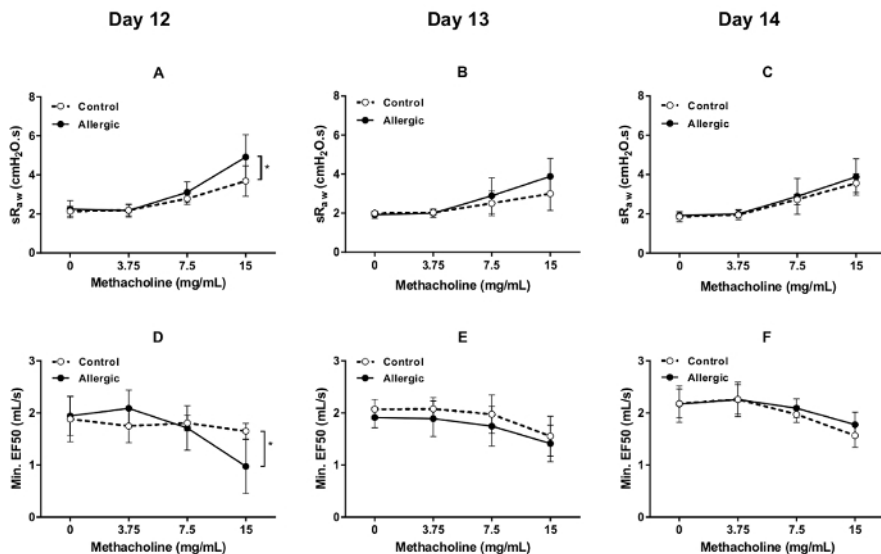 Day 12
Day 13
Day 14
A
8
6
4
2
0
sRaw (cmH2O.s)
Control
Allergic
*
0 3.75 7.5 15
Methacholine (mg/mL)
B
8
6
4
2
0
sRaw (cmH2O.s)
Control
Allergic
0 3.75 7.5 15
Methacholine (mg/mL)
C
8
6
4
2
0
sRaw (cmH2O.s)
Control
Allergic
0 3.75 7.5 15
Methacholine (mg/mL)
D
3
2
1
0
Min. EF50 (mL/s)
Control
Allergic
*
0 3.75 7.5 15
Methacholine (mg/mL)
E
3
2
1
0
Min. EF50 (mL/s)
Control
Allergic
0 3.75 7.5 15
Methacholine (mg/mL)
F
3
2
1
0
Min. EF50 (mL/s)
Control
Allergic
0 3.75 7.5 15
Methacholine (mg/mL)